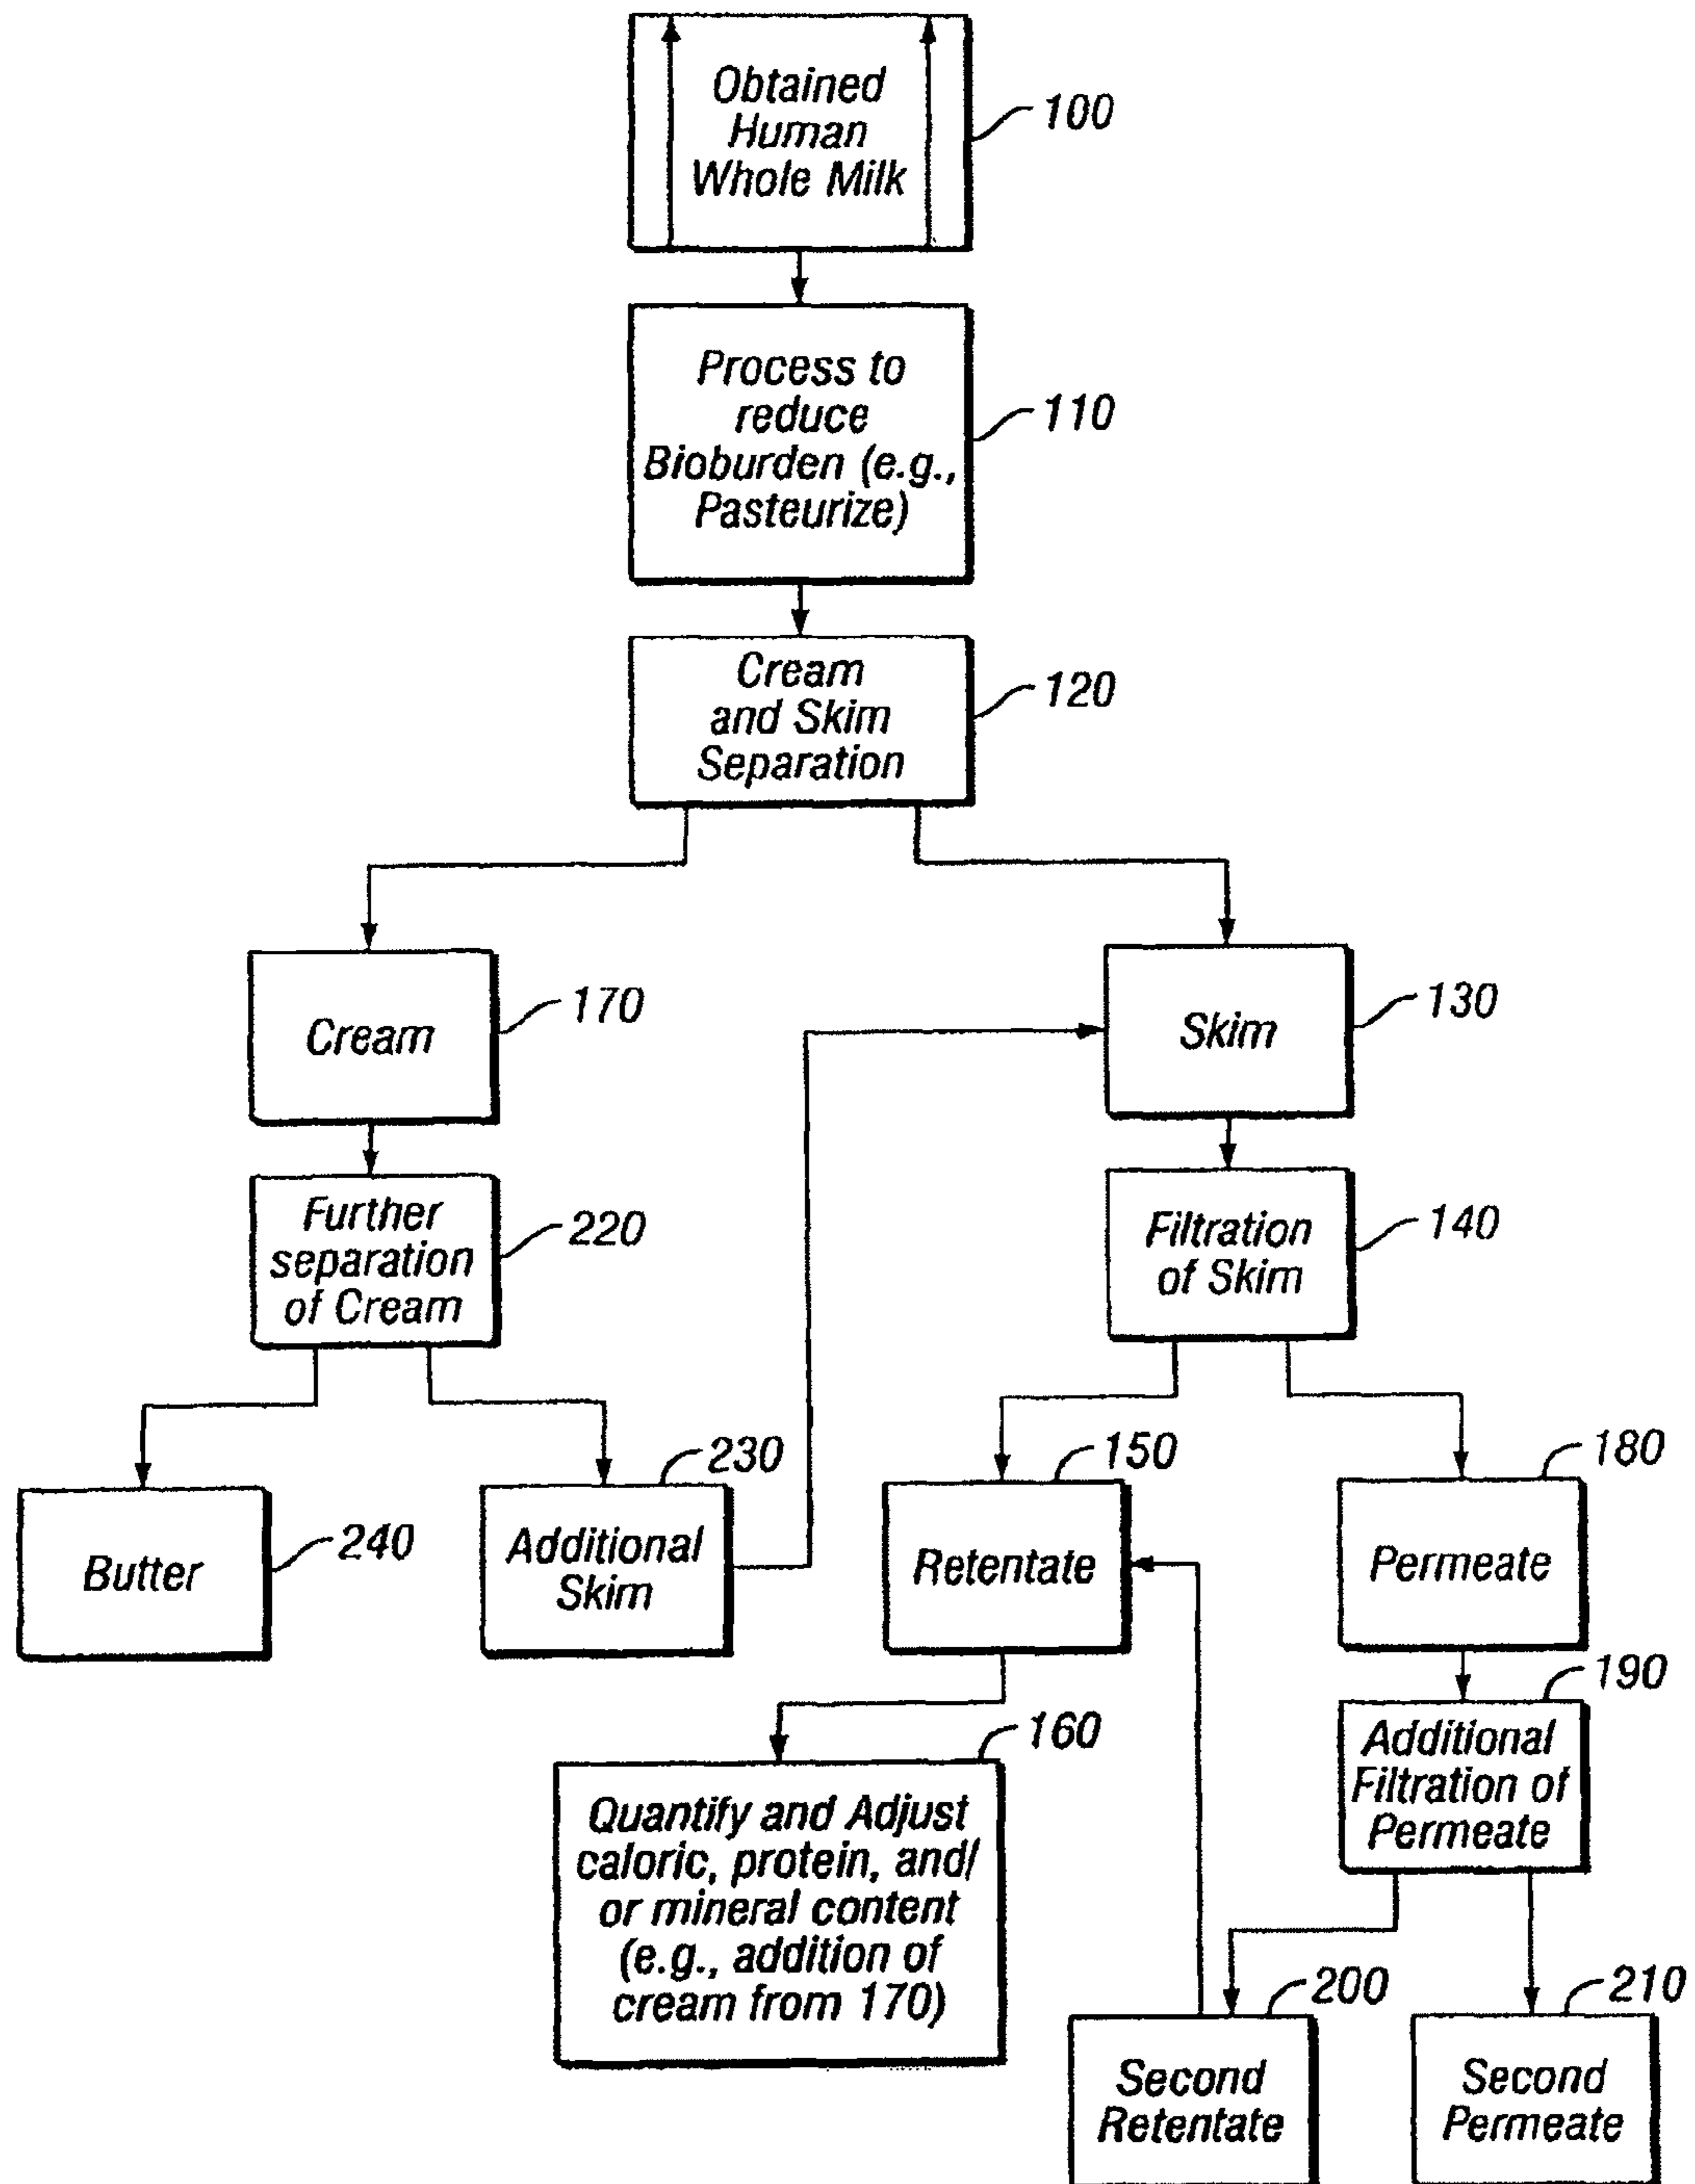 Obtained
Human
Whole Milk
100
Process to
reduce
Bioburden (e.g.,
Pasteurize)
110
Cream
and Skim
Separation
120
Cream
170
Skim
130
Further
separation
of Cream
220
Filtration
of Skim
140
Butter
240
Additional
Skim
230
Retentate
150
Permeate
180
Quantify and Adjust
caloric, protein, and/
or mineral content
(e.g., addition of
cream from 170)
160
Additional
Filtration of
Permeate
190
Second
Retentate
200
Second
Permeate
210